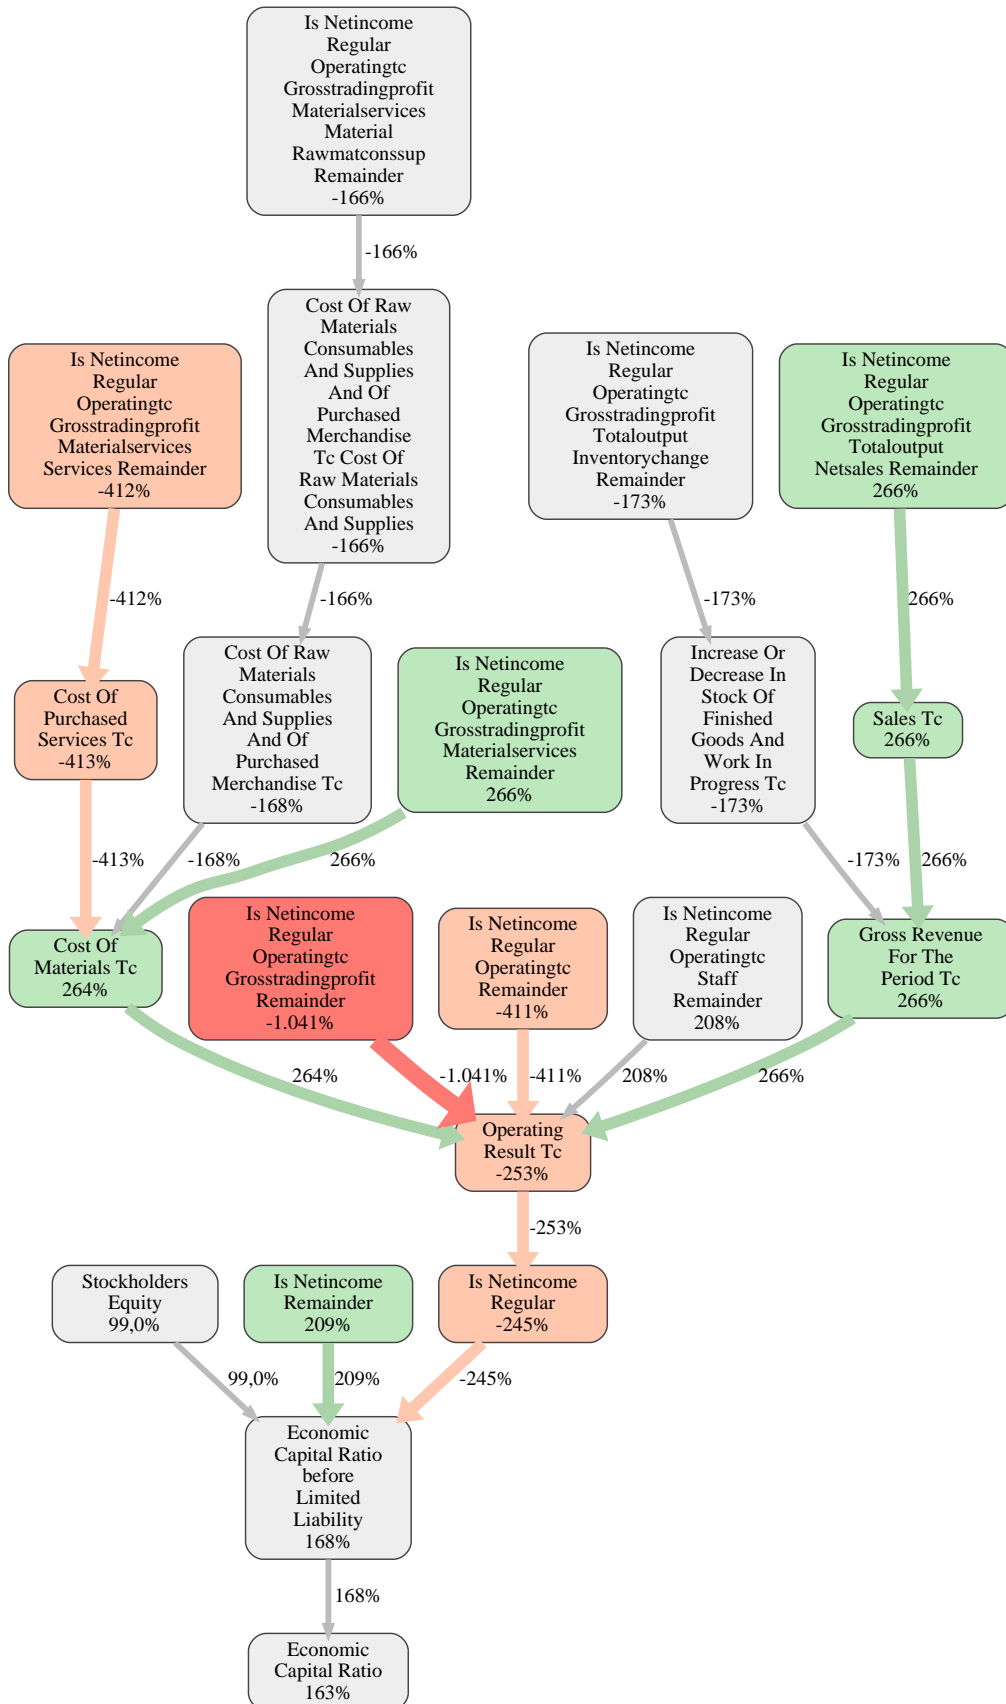 Is Netincome
Regular
Operatingtc
Grosstradingprofit
Materialservices
Material
Rawmatconssup
Remainder
-166%
-166%
Is Netincome
Regular
Operatingtc
Grosstradingprofit
Materialservices
Services Remainder
-412%
Cost Of Raw
Materials
Consumables
And Supplies
And Of
Purchased
Merchandise
Tc Cost Of
Raw Materials
Consumables
And Supplies
-166%
Is Netincome
Regular
Operatingtc
Grosstradingprofit
Totaloutput
Inventorychange
Remainder
-173%
Is Netincome
Regular
Operatingtc
Grosstradingprofit
Totaloutput
Netsales Remainder
266%
-412%
-166%
-173%
266%
Cost Of
Purchased
Services Tc
-413%
Cost Of Raw
Materials
Consumables
And Supplies
And Of
Purchased
Merchandise Tc
-168%
Is Netincome
Regular
Operatingtc
Grosstradingprofit
Materialservices
Remainder
266%
Increase Or
Decrease In
Stock Of
Finished
Goods And
Work In
Progress Tc
-173%
Sales Tc
266%
-413%
-168%
266%
-173%
266%
Cost Of
Materials Tc
264%
Is Netincome
Regular
Operatingtc
Grosstradingprofit
Remainder
-1.041%
Is Netincome
Regular
Operatingtc
Remainder
-411%
Is Netincome
Regular
Operatingtc
Staff
Remainder
208%
Gross Revenue
For The
Period Tc
266%
264%
-1.041%
-411%
208%
266%
Operating
Result Tc
-253%
-253%
Stockholders
Equity
99,0%
Is Netincome
Remainder
209%
Is Netincome
Regular
-245%
99,0%
209%
-245%
Economic
Capital Ratio
before
Limited
Liability
168%
168%
Economic
Capital Ratio
163%